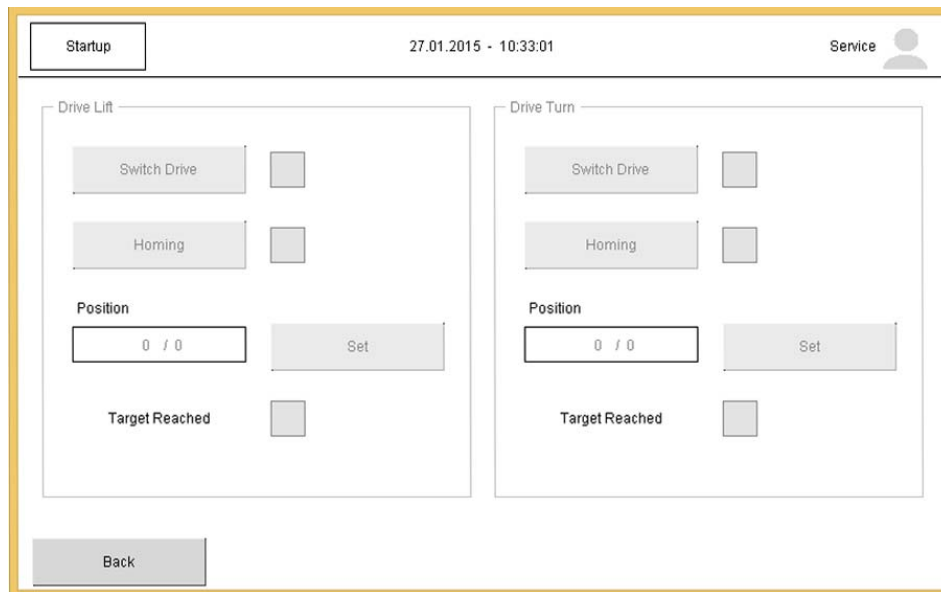 Startup
27.01.2015 - 10:33:01
Service
Drive Lift
Switch Drive
Homing
Position
0 / 0
Set
Target Reached
Drive Turn
Switch Drive
Homing
Position
0 / 0
Set
Target Reached
Back